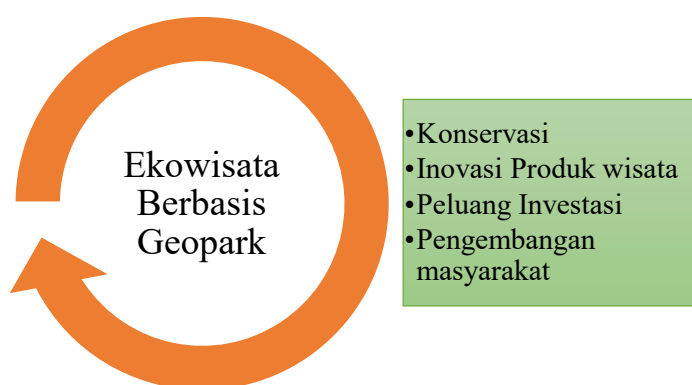 Ekowisata
Berbasis
Geopark
•Konservasi
•Inovasi Produk wisata
•Peluang Investasi
•Pengembangan
masyarakat